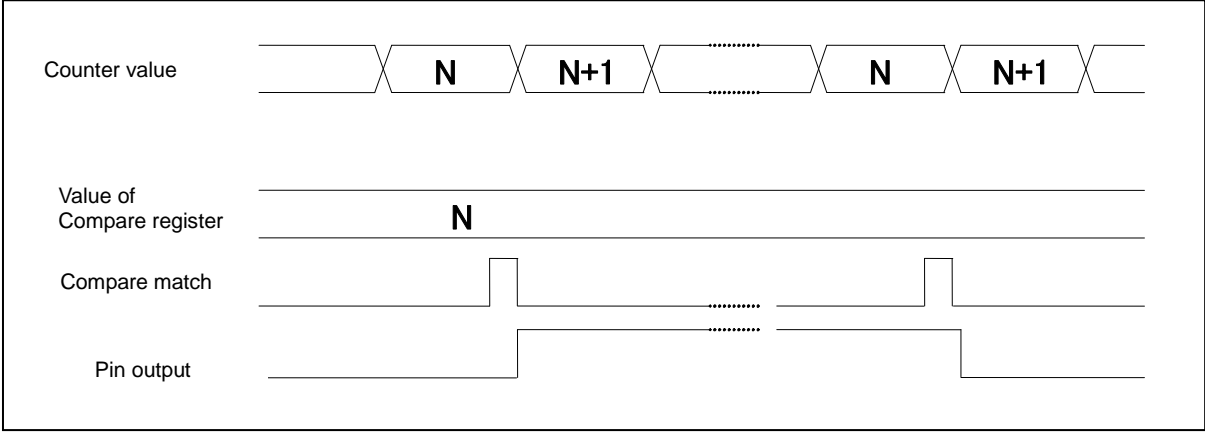 Counter value
N
N+1
N
N+1
Value of
Compare register
N
Compare match
Pin output